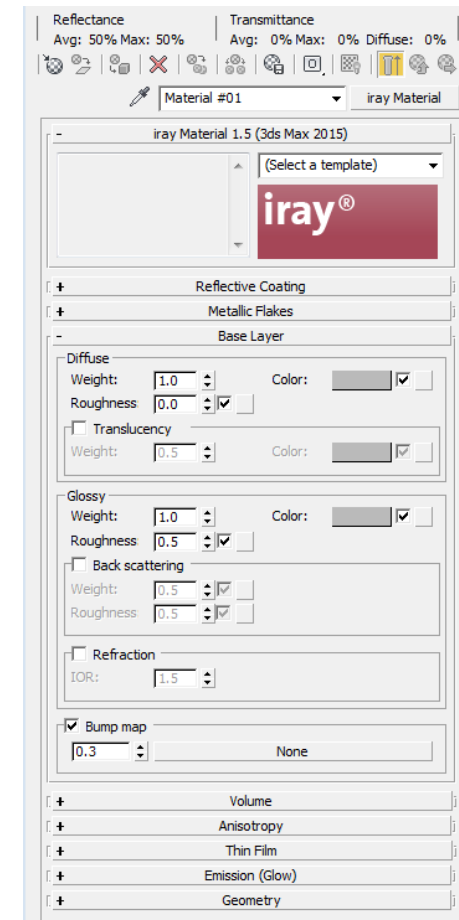 Reflectance Transmittance
Avg: 50% Max: 50% Avg: 0% Max: 0% Diffuse: 0%
Material #01 iray Material
- iray Material 1.5 (3ds Max 2015)
(Select a template)
iray®
+ Reflective Coating
+ Metallic Flakes
- Base Layer
Diffuse
Weight: 1.0 Color:
Roughness 0.0
Translucency
Weight: 0.5 Color:
Glossy
Weight: 1.0 Color:
Roughness 0.5
Back scattering
Weight: 0.5
Roughness 0.5
Refraction
IOR: 1.5
Bump map
0.3 None
+ Volume
+ Anisotropy
+ Thin Film
+ Emission (Glow)
+ Geometry